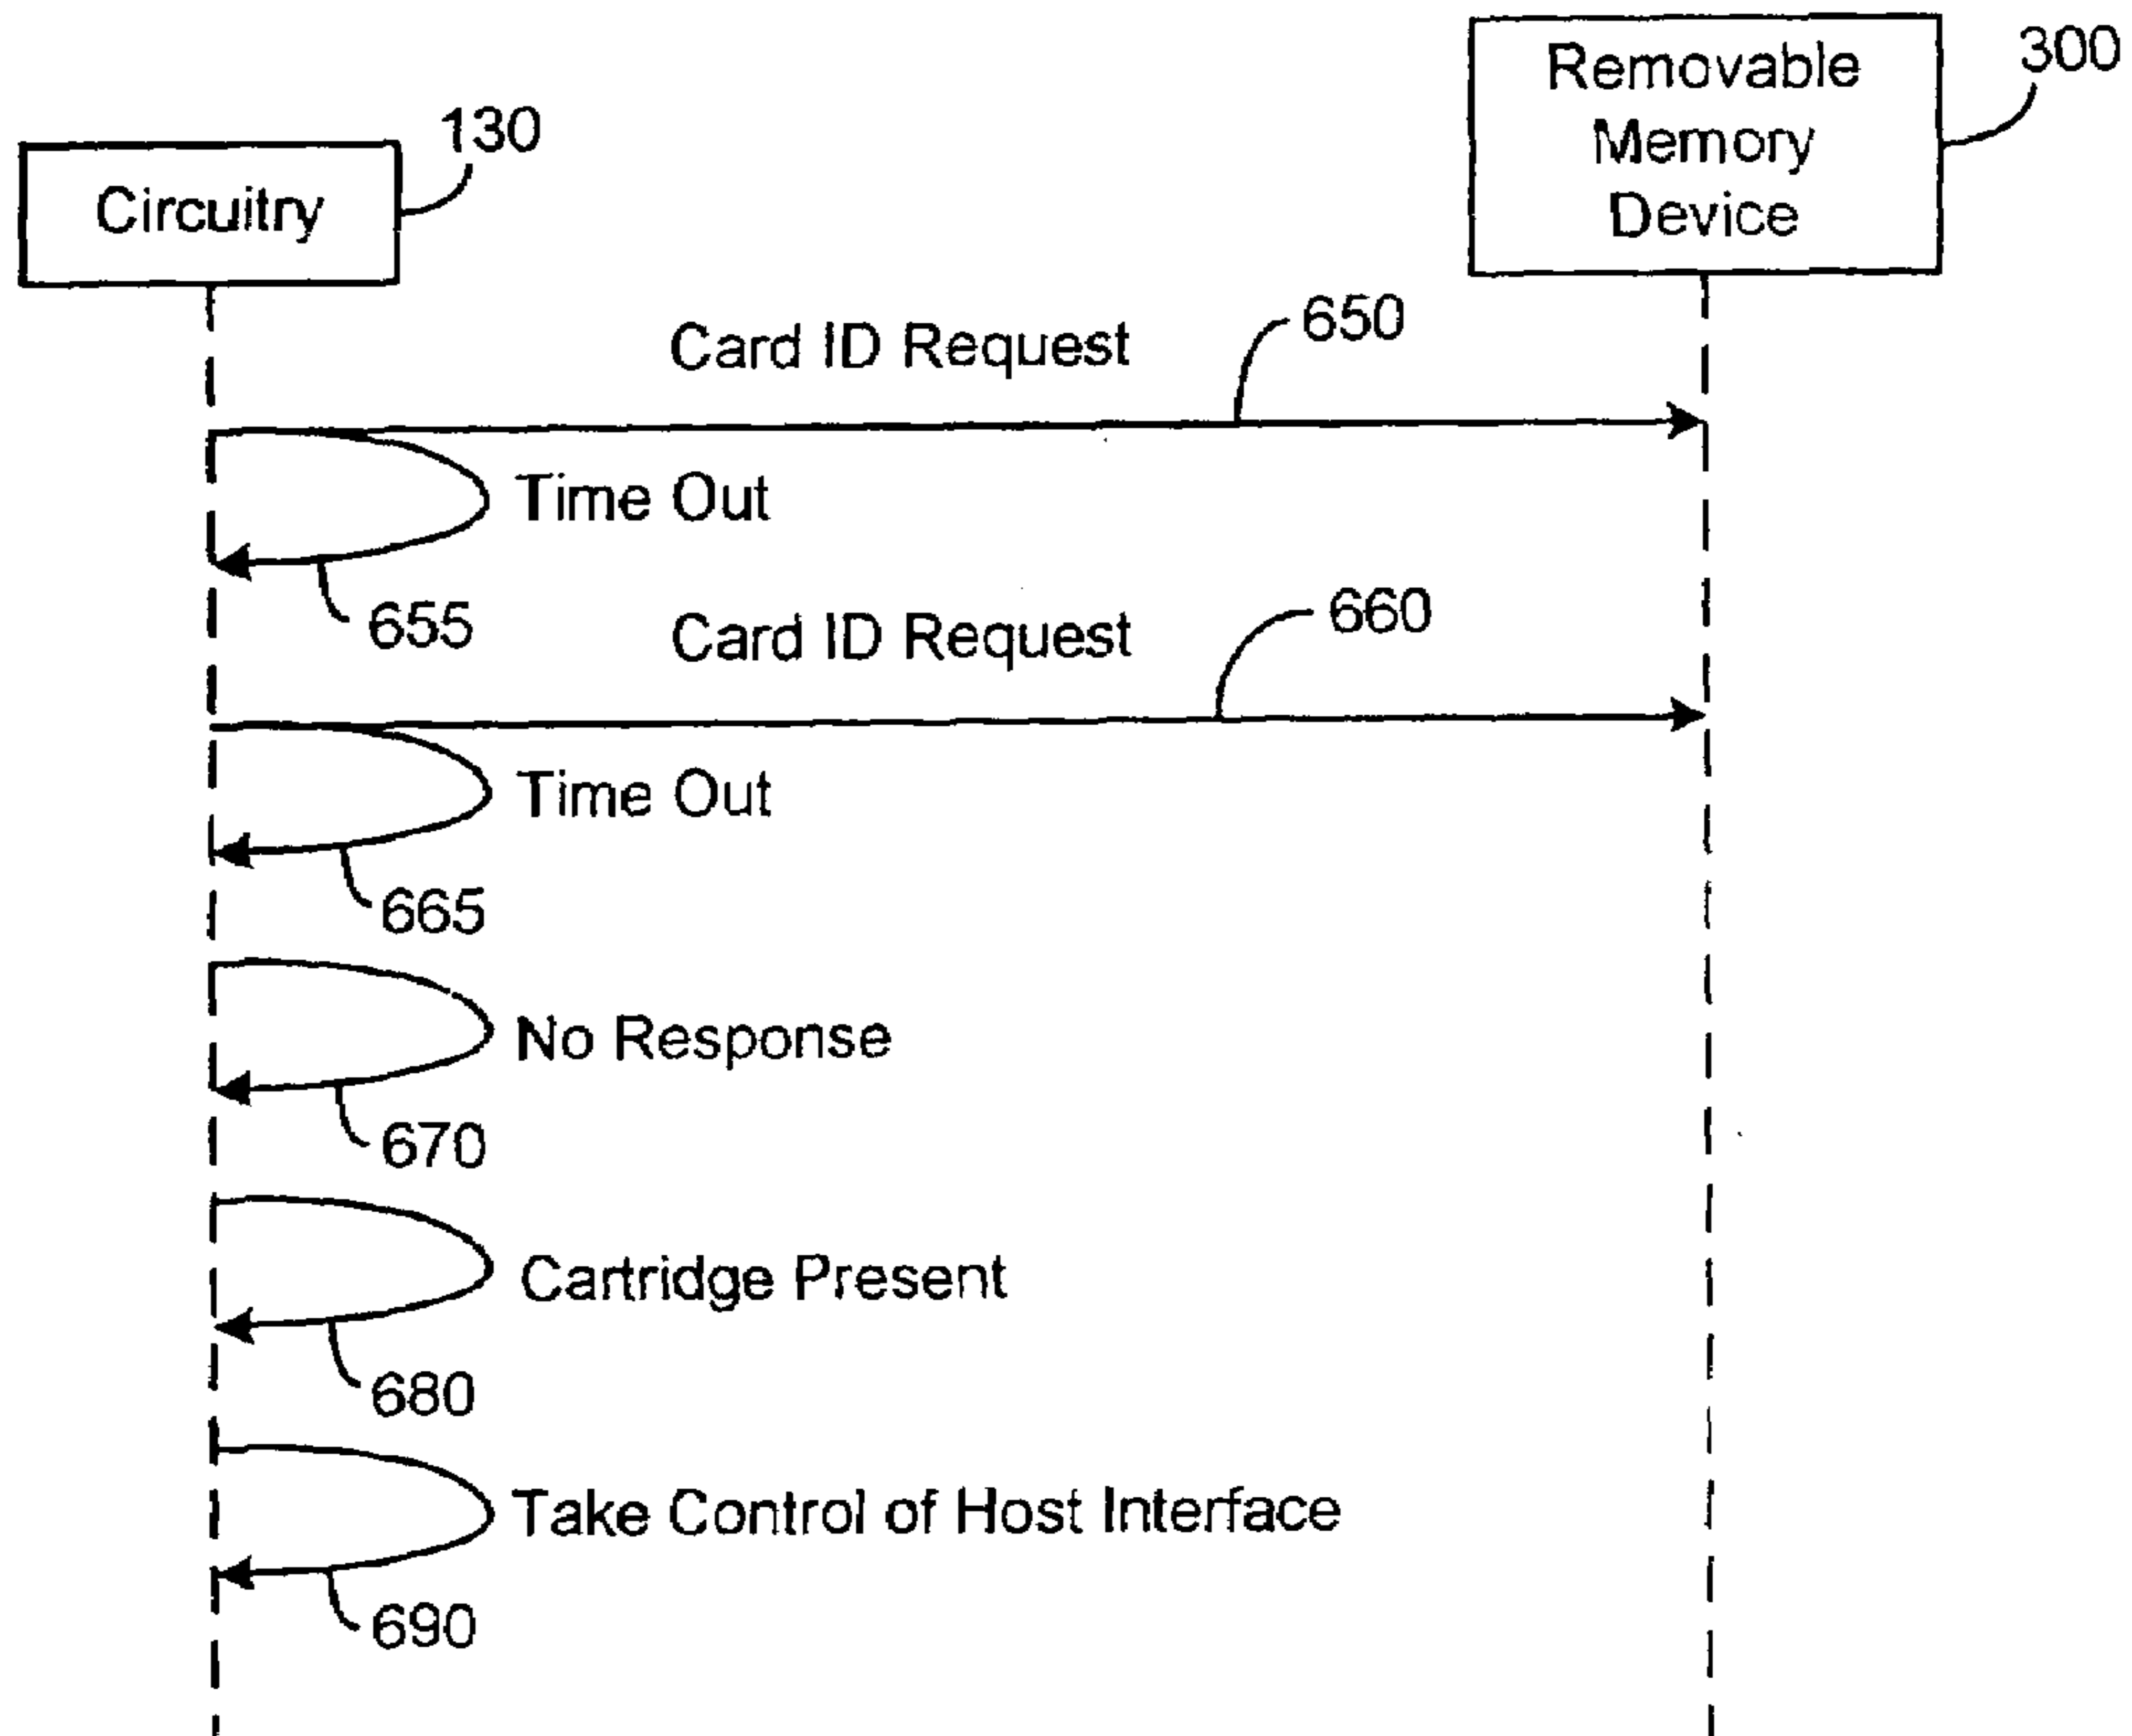 Removable
Memory
Device
300
130
Circuitry
Card ID Request
650
Time Out
655
Card ID Request
660
Time Out
665
No Response
670
Cartridge Present
680
Take Control of Host Interface
690